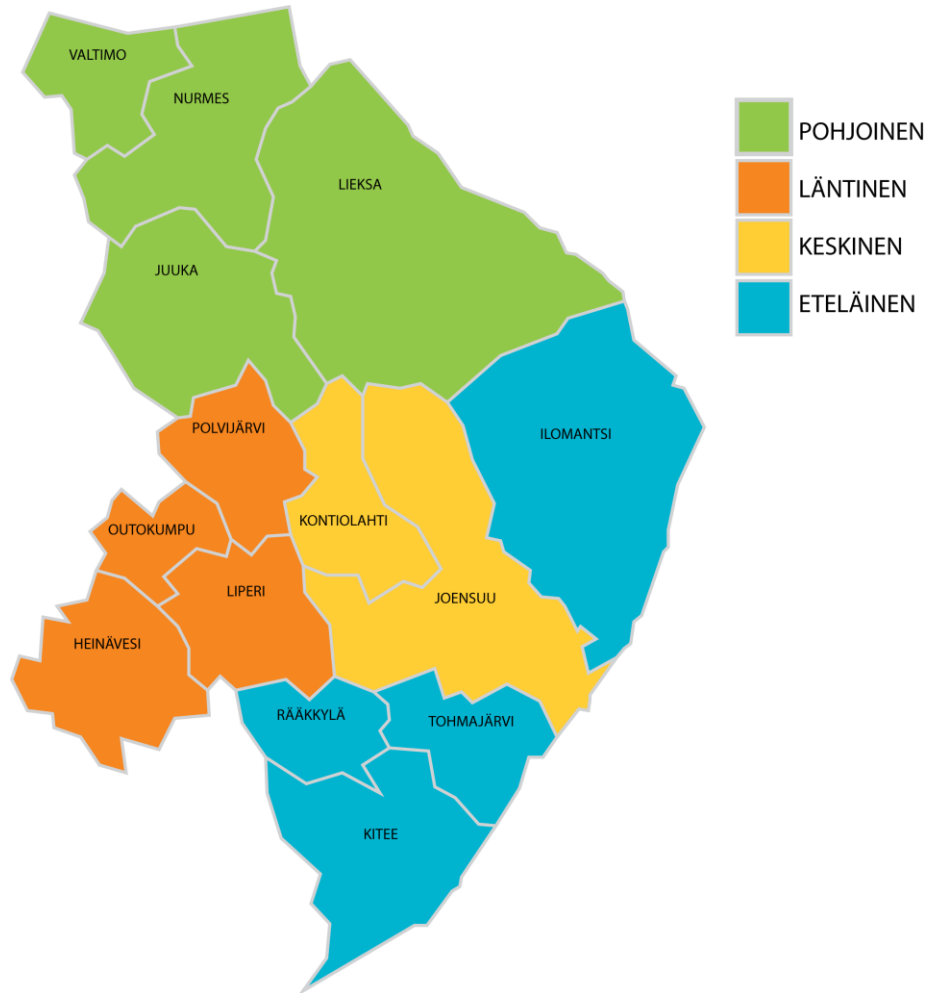 VALTIMO
NURMES
LIEKSA
JUUKA
POLVIJÄRVI
ILOMANTSI
OUTOKUMPU
KONTIOLAHTI
LIPERI
JOENSUU
HEINÄVESI
RÄÄKKYLÄ
TOHMAJÄRVI
KITEE
POHJOINEN
LÄNTINEN
KESKINEN
ETELÄINEN